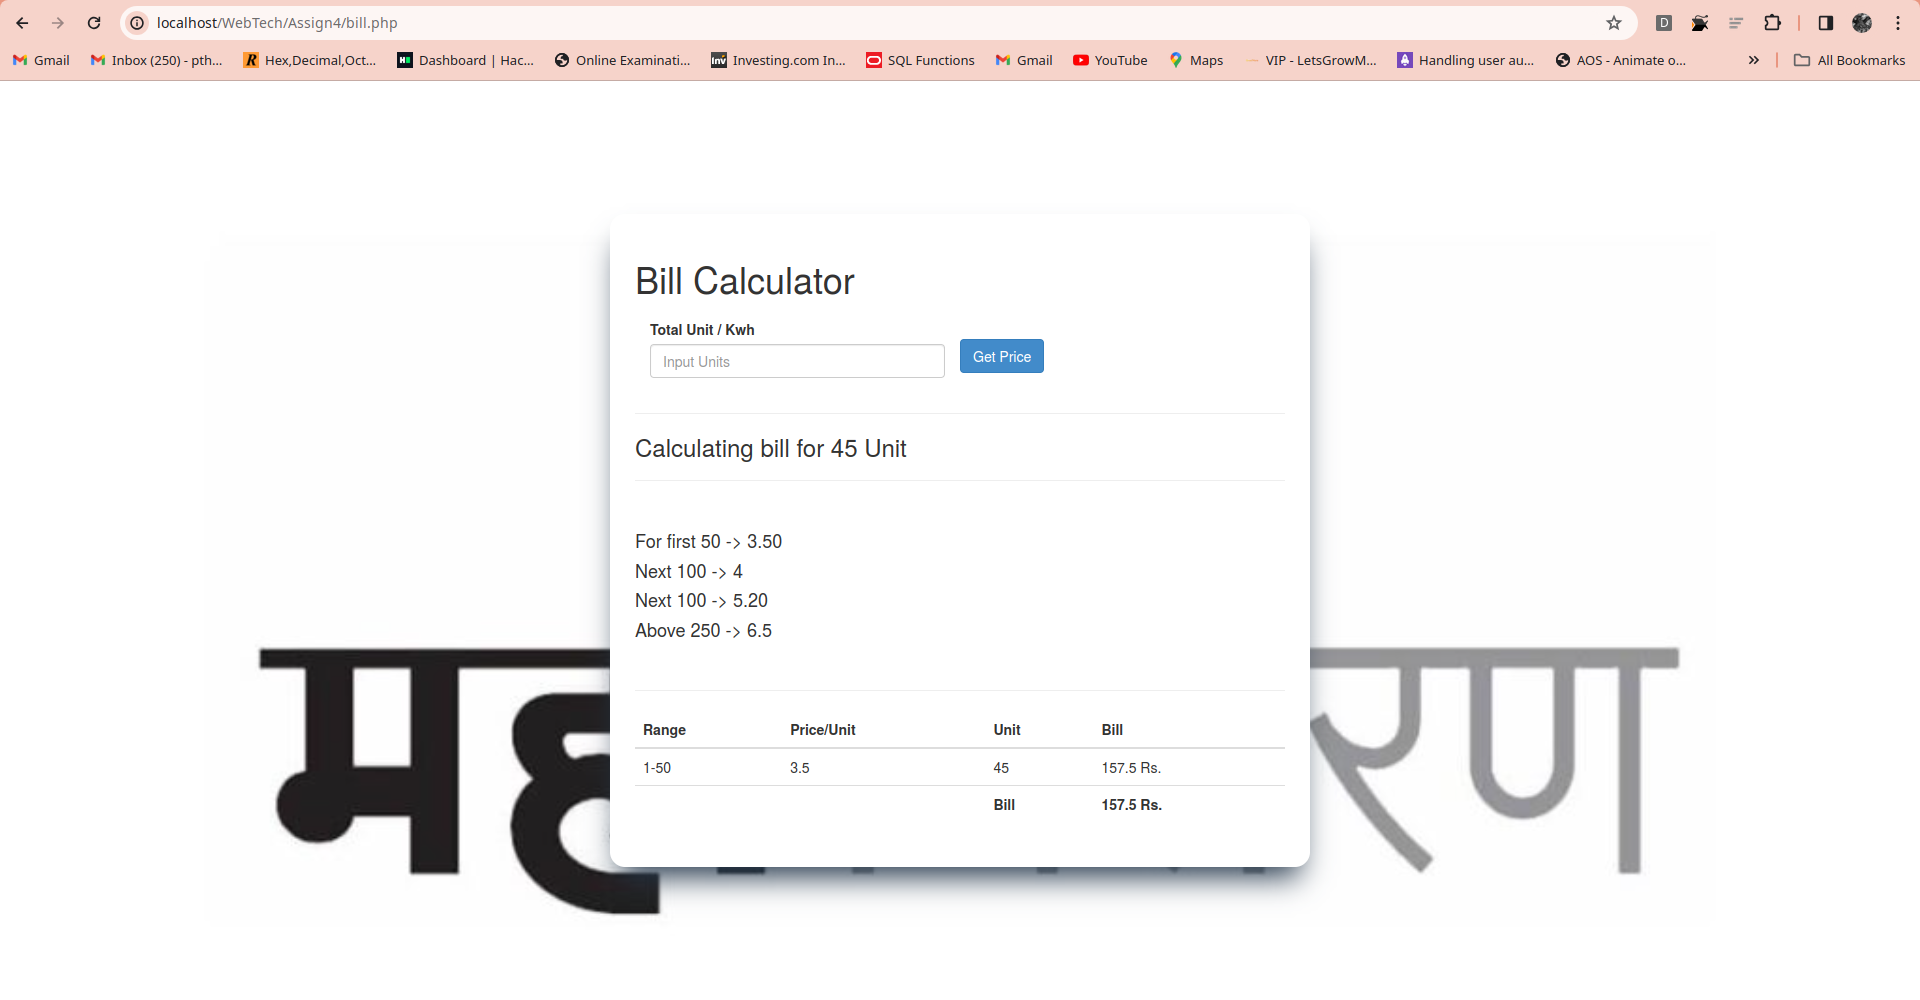 localhost/WebTech/Assign4/bill.php
Gmail
Inbox (250) - pth...
Hex,Decimal,Oct...
Dashboard | Hac...
Online Examinati...
Investing.com In...
SQL Functions
Gmail
YouTube
Maps
VIP - LetsGrowM...
Handling user au...
AOS - Animate o...
All Bookmarks
Bill Calculator
Total Unit / Kwh
Input Units
Get Price
Calculating bill for 45 Unit
For first 50 -> 3.50
Next 100 -> 4
Next 100 -> 5.20
Above 250 -> 6.5
Range Price/Unit Unit Bill
1-50 3.5 45 157.5 Rs.
Bill 157.5 Rs.